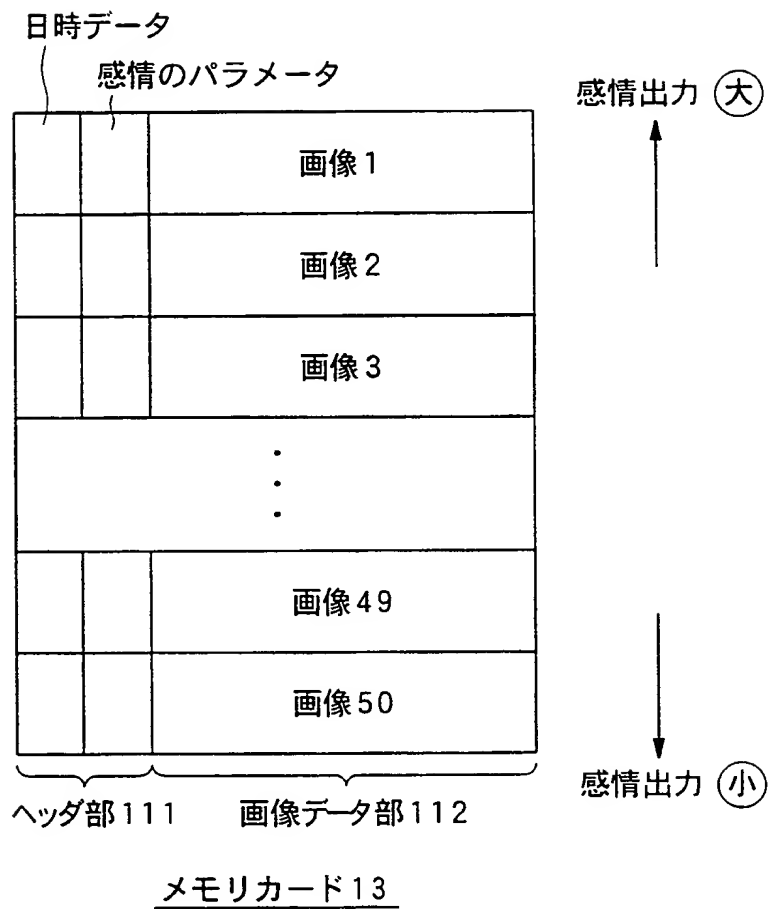 日時データ
感情のパラメータ
感情出力 大
画像1
画像2
画像3
画像49
画像50
感情出力 小
ヘッダ部111
画像データ部112
メモリカード13